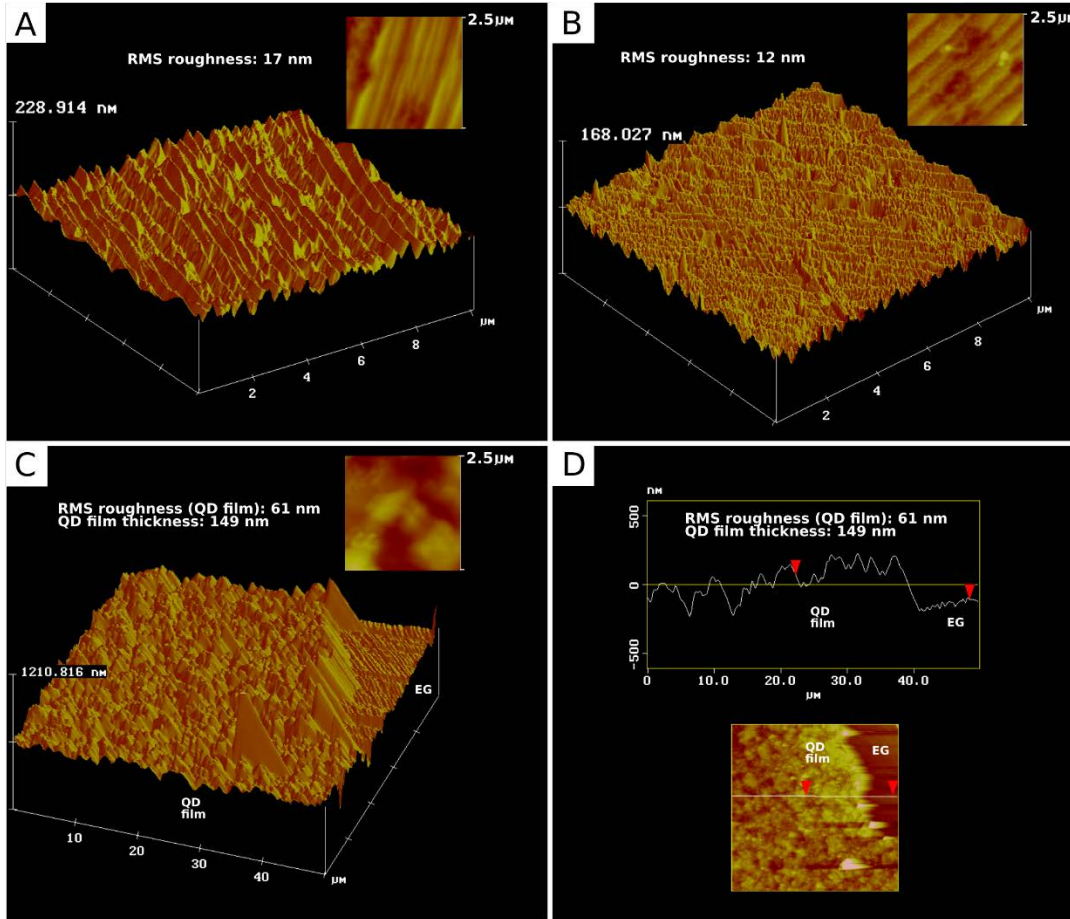 A
2.5µM
RMS roughness: 17 nm
228.914 nM
µM
2
4
6
8
B
2.5µM
RMS roughness: 12 nm
168.027 nM
µM
2
4
6
8
C
2.5µM
RMS roughness (QD film): 61 nm
QD film thickness: 149 nm
1210.816 nM
EG
QD
film
10
20
30
40
µM
D
nM
RMS roughness (QD film): 61 nm
QD film thickness: 149 nm
500
0
-500
QD
film
EG
0
10.0
20.0
30.0
40.0
µM
QD
film
EG